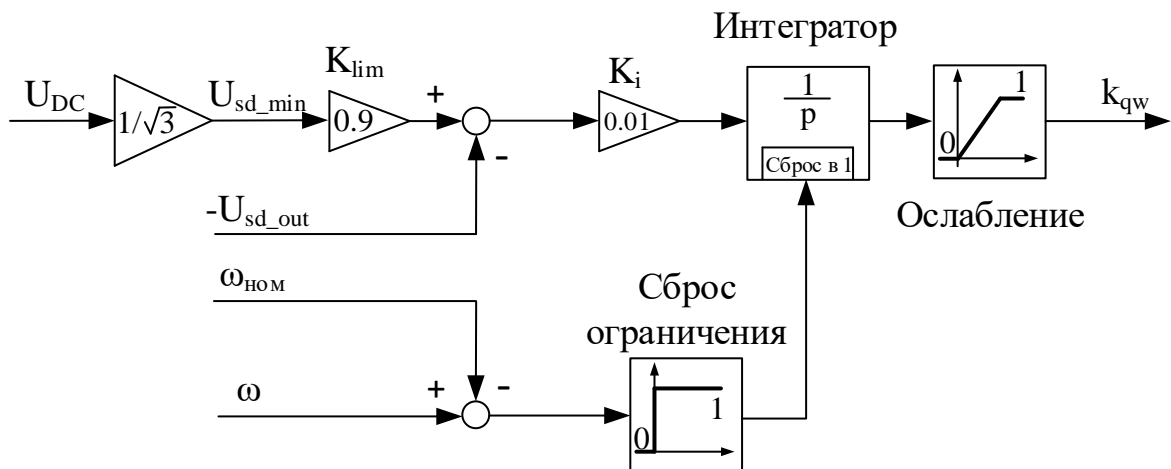 Интегратор
K_lim
K_i
U_DC
1/√3
U_sd_min
0.9
+
-
0.01
1
p
Сброс в 1
0
1
k_qw
-U_sd_out
Ослабление
ω_ном
Сброс
ограничения
ω
+
-
0
1